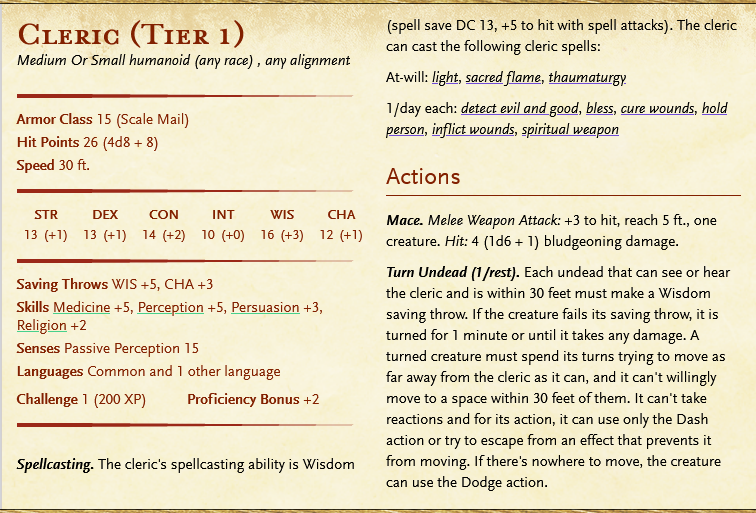 Cleric (Tier 1)
Medium Or Small humanoid (any race) , any alignment
Armor Class 15 (Scale Mail)
Hit Points 26 (4d8 + 8)
Speed 30 ft.
STR DEX CON INT WIS CHA
13 (+1) 13 (+1) 14 (+2) 10 (+0) 16 (+3) 12 (+1)
Saving Throws WIS +5, CHA +3
Skills Medicine +5, Perception +5, Persuasion +3,
Religion +2
Senses Passive Perception 15
Languages Common and 1 other language
Challenge 1 (200 XP) Proficiency Bonus +2
Spellcasting. The cleric's spellcasting ability is Wisdom
(spell save DC 13, +5 to hit with spell attacks). The cleric
can cast the following cleric spells:
At-will: light, sacred flame, thaumaturgy
1/day each: detect evil and good, bless, cure wounds, hold
person, inflict wounds, spiritual weapon
Actions
Mace. Melee Weapon Attack: +3 to hit, reach 5 ft., one
creature. Hit: 4 (1d6 + 1) bludgeoning damage.
Turn Undead (1/rest). Each undead that can see or hear
the cleric and is within 30 feet must make a Wisdom
saving throw. If the creature fails its saving throw, it is
turned for 1 minute or until it takes any damage. A
turned creature must spend its turns trying to move as
far away from the cleric as it can, and it can't willingly
move to a space within 30 feet of them. It can't take
reactions and for its action, it can use only the Dash
action or try to escape from an effect that prevents it
from moving. If there's nowhere to move, the creature
can use the Dodge action.